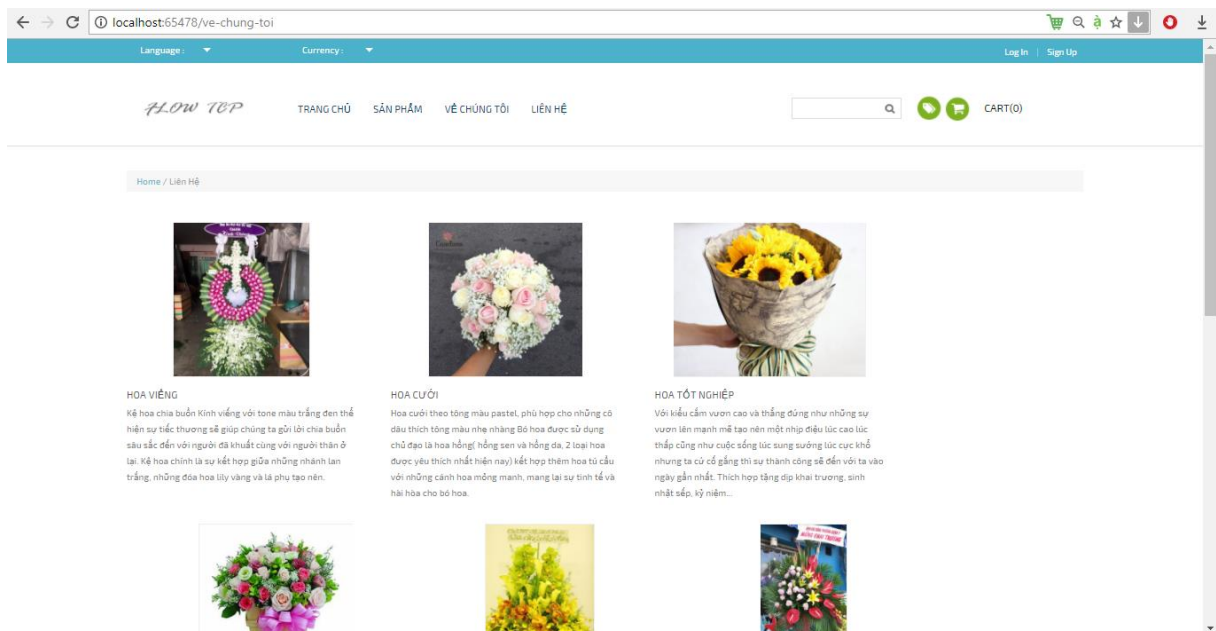 localhost:65478/ve-chung-toi
Language : Currency : Log In | Sign Up
FLOW TOP TRANG CHỦ SẢN PHẨM VỀ CHÚNG TÔI LIÊN HỆ CART(0)
Home / Liên Hệ
HOA VIẾNG
Kệ hoa chia buồn Kính viếng với tone màu trắng đen thể
hiện sự tiếc thương sẽ giúp chúng ta gửi lời chia buồn
sâu sắc đến với người đã khuất cùng với người thân ở
lại. Kệ hoa chính là sự kết hợp giữa những nhánh lan
trắng, những đóa hoa lily vàng và lá phụ tạo nên.
HOA CƯỚI
Hoa cưới theo tông màu pastel, phù hợp cho những cô
dâu thích tông màu nhẹ nhàng Bó hoa được sử dụng
chủ đạo là hoa hồng( hồng sen và hồng da, 2 loại hoa
được yêu thích nhất hiện nay) kết hợp thêm hoa tú cầu
với những cánh hoa mỏng manh, mang lại sự tinh tế và
hài hòa cho bó hoa.
HOA TỐT NGHIỆP
Với kiểu cắm vươn cao và thẳng đứng như những sự
vươn lên mạnh mẽ tạo nên một nhịp điệu lúc cao lúc
thấp cũng như cuộc sống lúc sung sướng lúc cực khổ
nhưng ta cứ cố gắng thì sự thành công sẽ đến với ta vào
ngày gần nhất. Thích hợp tặng dịp khai trương, sinh
nhật sếp, kỷ niệm...